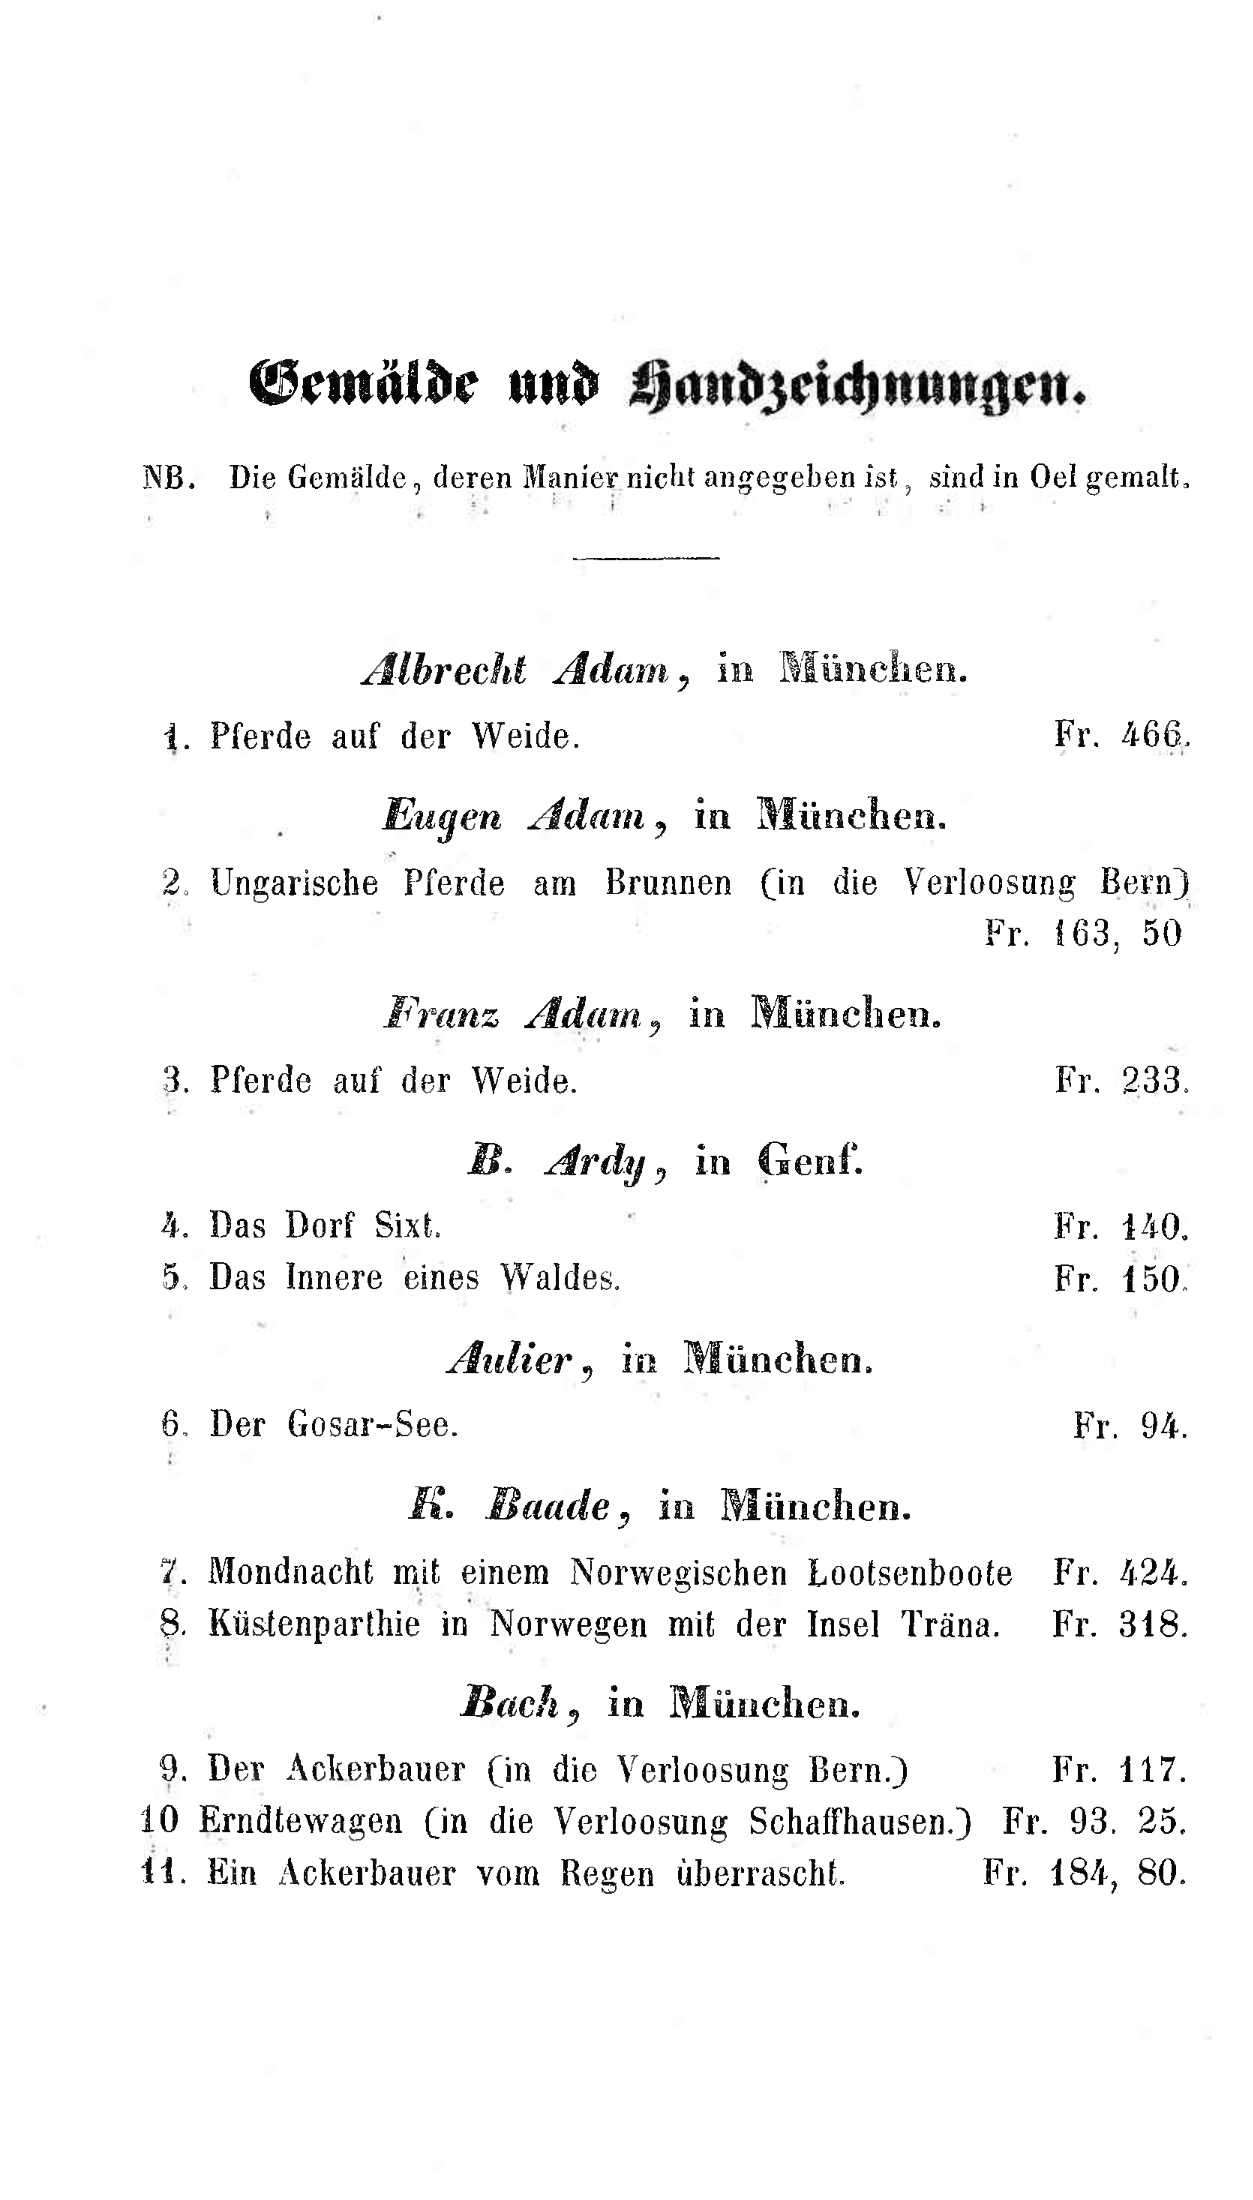 Gemälde und Handzeichnungen.
NB. Die Gemälde, deren Manier nicht angegeben ist, sind in Oel gemalt.
Albrecht Adam, in München.
1. Pferde auf der Weide. Fr. 466.
Eugen Adam, in München.
2. Ungarische Pferde am Brunnen (in die Verloosung Bern)
Fr. 163, 50
Franz Adam, in München.
3. Pferde auf der Weide. Fr. 233.
B. Ardy, in Genf.
4. Das Dorf Sixt. Fr. 140.
5. Das Innere eines Waldes. Fr. 150.
Aulier, in München.
6. Der Gosar-See. Fr. 94.
K. Baade, in München.
7. Mondnacht mit einem Norwegischen Lootsenboote Fr. 424.
8. Küstenparthie in Norwegen mit der Insel Träna. Fr. 318.
Bach, in München.
9. Der Ackerbauer (in die Verloosung Bern.) Fr. 117.
10 Erndtewagen (in die Verloosung Schaffhausen.) Fr. 93. 25.
11. Ein Ackerbauer vom Regen überrascht. Fr. 184, 80.